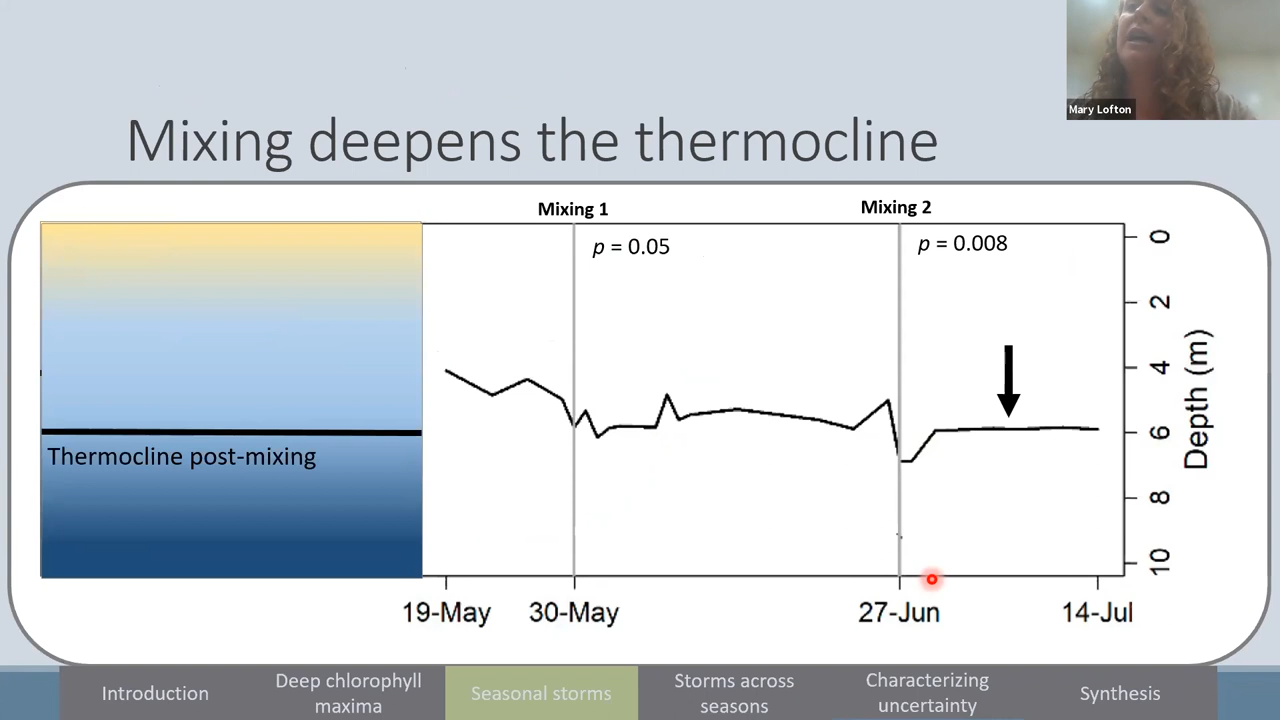 Mary Lofton
Mixing deepens the thermocline
Mixing 1
Mixing 2
p = 0.05
p = 0.008
Thermocline post-mixing
0
2
4
6
8
10
Depth (m)
19-May
30-May
27-Jun
14-Jul
Introduction
Deep chlorophyll
maxima
Seasonal storms
Storms across
seasons
Characterizing
uncertainty
Synthesis